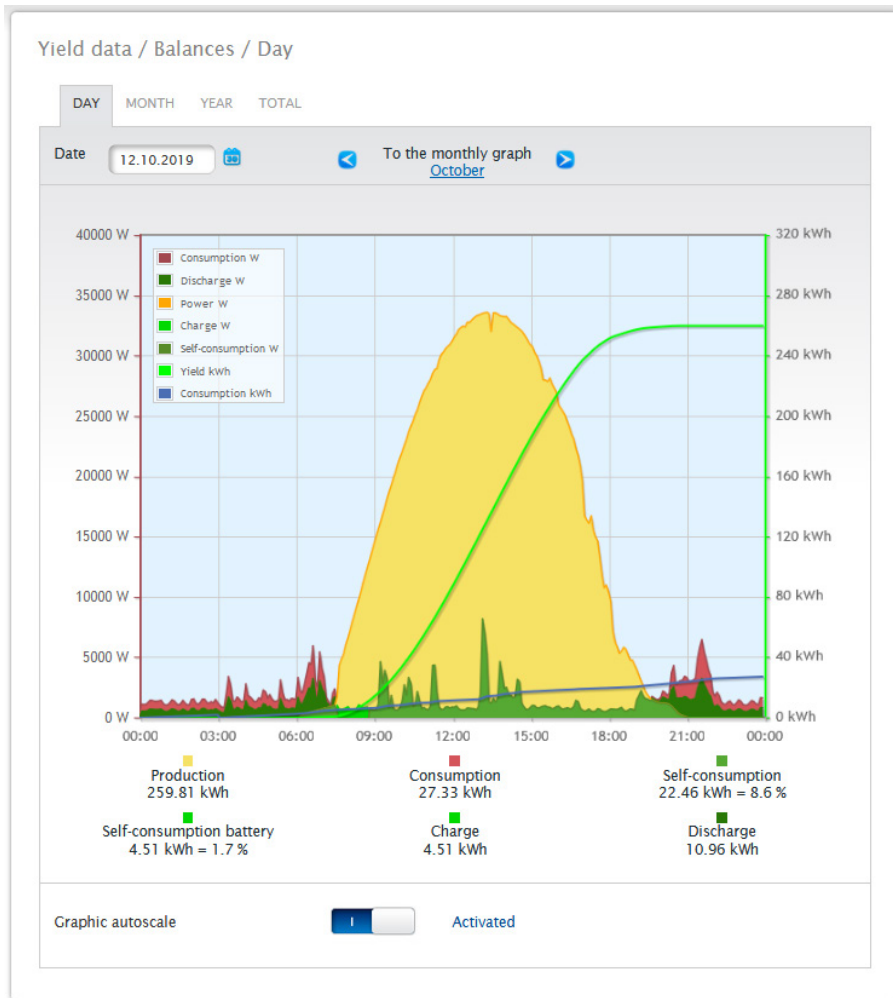 Yield data / Balances / Day
DAY MONTH YEAR TOTAL
Date 12.10.2019 30 To the monthly graph
October
40000 W 320 kWh
Consumption W
Discharge W
35000 W 280 kWh
Power W
Charge W
Self-consumption W
30000 W 240 kWh
Yield kWh
Consumption kWh
25000 W 200 kWh
20000 W 160 kWh
15000 W 120 kWh
10000 W 80 kWh
5000 W 40 kWh
0 W 0 kWh
00:00 03:00 06:00 09:00 12:00 15:00 18:00 21:00 00:00
Production Consumption Self-consumption
259.81 kWh 27.33 kWh 22.46 kWh = 8.6 %
Self-consumption battery Charge Discharge
4.51 kWh = 1.7 % 4.51 kWh 10.96 kWh
Graphic autoscale I Activated